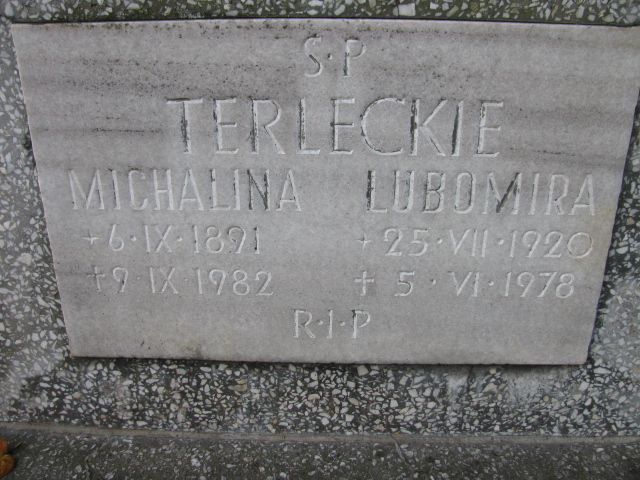 S·P
TERLECKIE
MICHALINA LUBOMIRA
+6·IX·1891 +25·VII·1920
+9·IX·1982 + 5·VI·1978
R·I·P